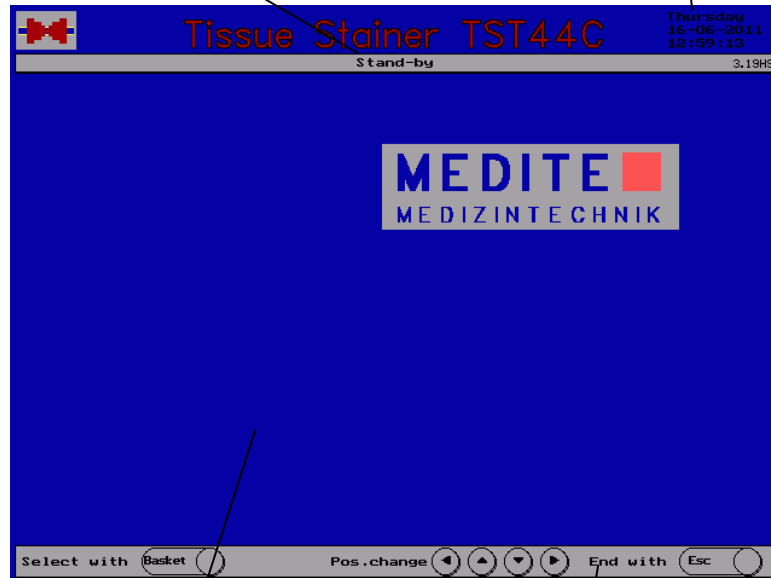 Tissue Stainer TST44C
Thursday
16-06-2011
12:59:13
Stand-by
3.19HS
MEDITE
MEDIZINTECHNIK
Select with Basket Pos.change End with Esc